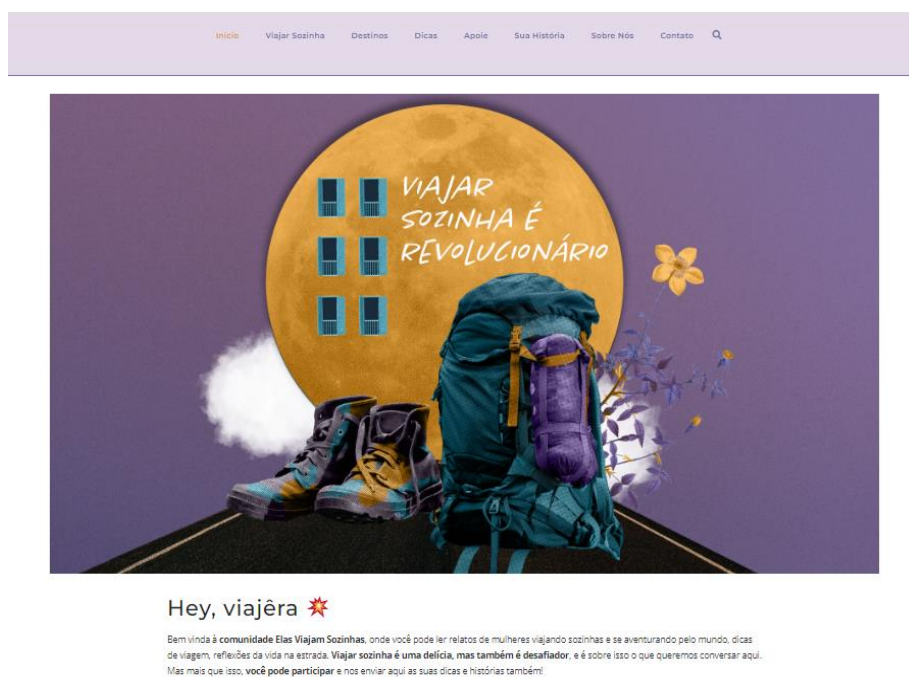 Início Viajar Sozinha Destinos Dicas Apoie Sua História Sobre Nós Contato
VIAJAR
SOZINHA É
REVOLUCIONÁRIO
Hey, viajêra 💥
Bem vinda à comunidade Elas Viajam Sozinhas, onde você pode ler relatos de mulheres viajando sozinhas e se aventurando pelo mundo, dicas
de viagem, reflexões da vida na estrada. Viajar sozinha é uma delícia, mas também é desafiador, e é sobre isso o que queremos conversar aqui.
Mas mais que isso, você pode participar e nos enviar aqui as suas dicas e histórias também!